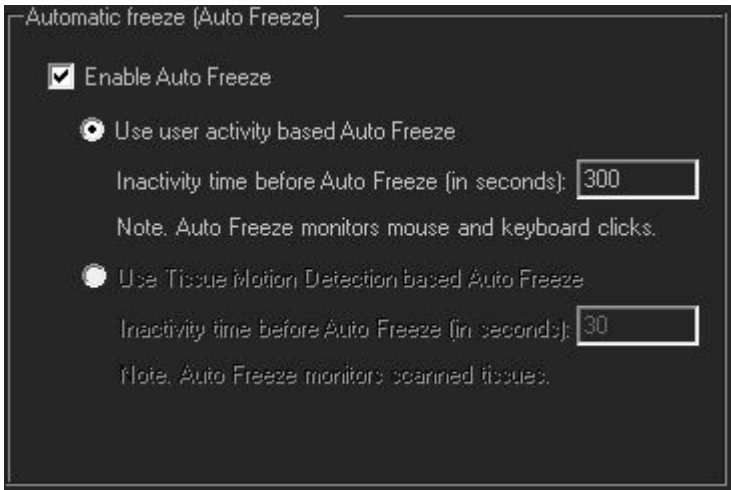 Automatic freeze (Auto Freeze)
Enable Auto Freeze
Use user activity based Auto Freeze
Inactivity time before Auto Freeze (in seconds): 300
Note. Auto Freeze monitors mouse and keyboard clicks.
Use Tissue Motion Detection based Auto Freeze
Inactivity time before Auto Freeze (in seconds): 30
Note. Auto Freeze monitors scanned tissues.